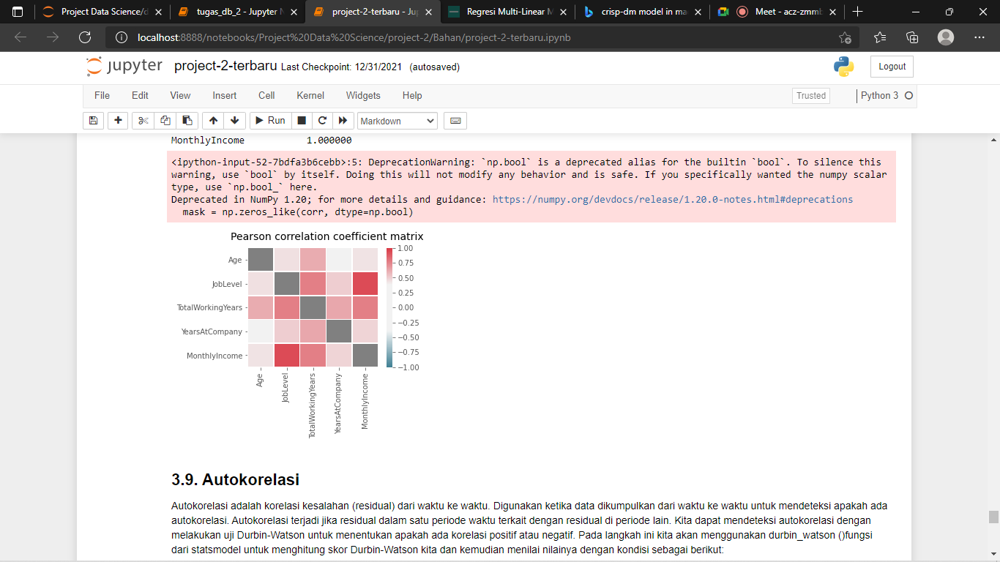 Project Data Science/d
tugas_db_2 - Jupyter N
project-2-terbaru - Jup
Regresi Multi-Linear M
crisp-dm model in ma
Meet - acz-zmmb
localhost:8888/notebooks/Project%20Data%20Science/project-2/Bahan/project-2-terbaru.ipynb
jupyter project-2-terbaru Last Checkpoint: 12/31/2021 (autosaved)
Logout
File Edit View Insert Cell Kernel Widgets Help
Trusted
Python 3
Run
Markdown
MonthlyIncome 1.000000
<ipython-input-52-7bdfa3b6cebb>:5: DeprecationWarning: `np.bool` is a deprecated alias for the builtin `bool`. To silence this
warning, use `bool` by itself. Doing this will not modify any behavior and is safe. If you specifically wanted the numpy scalar
type, use `np.bool_` here.
Deprecated in NumPy 1.20; for more details and guidance: https://numpy.org/devdocs/release/1.20.0-notes.html#deprecations
mask = np.zeros_like(corr, dtype=np.bool)
Pearson correlation coefficient matrix
Age
JobLevel
TotalWorkingYears
YearsAtCompany
MonthlyIncome
Age
JobLevel
TotalWorkingYears
YearsAtCompany
MonthlyIncome
1.00
0.75
0.50
0.25
0.00
−0.25
−0.50
−0.75
−1.00
3.9. Autokorelasi
Autokorelasi adalah korelasi kesalahan (residual) dari waktu ke waktu. Digunakan ketika data dikumpulkan dari waktu ke waktu untuk mendeteksi apakah ada
autokorelasi. Autokorelasi terjadi jika residual dalam satu periode waktu terkait dengan residual di periode lain. Kita dapat mendeteksi autokorelasi dengan
melakukan uji Durbin-Watson untuk menentukan apakah ada korelasi positif atau negatif. Pada langkah ini kita akan menggunakan durbin_watson ()fungsi
dari statsmodel untuk menghitung skor Durbin-Watson kita dan kemudian menilai nilainya dengan kondisi sebagai berikut: